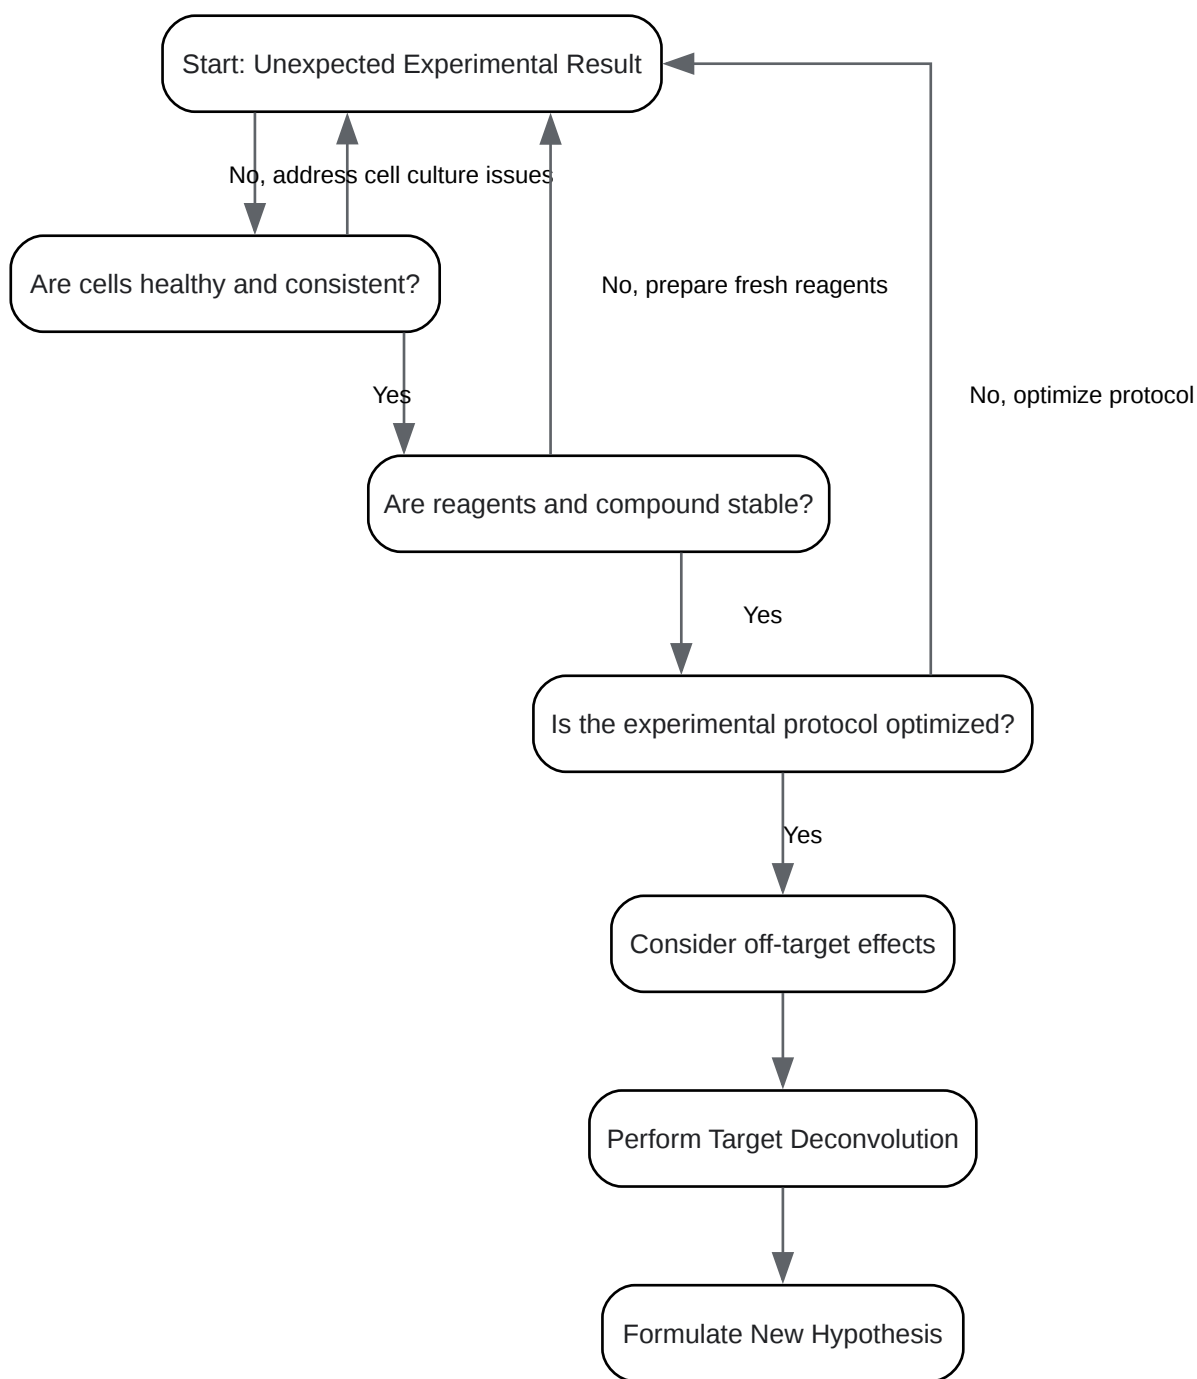 Start: Unexpected Experimental Result
No, address cell culture issues
Are cells healthy and consistent?
No, prepare fresh reagents
Yes
No, optimize protocol
Are reagents and compound stable?
Yes
Is the experimental protocol optimized?
Yes
Consider off-target effects
Perform Target Deconvolution
Formulate New Hypothesis